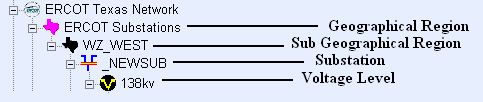 ERCOT Texas Network
ERCOT Substations Geographical Region
WZ_WEST Sub Geographical Region
_NEWSUB Substation
138kv Voltage Level